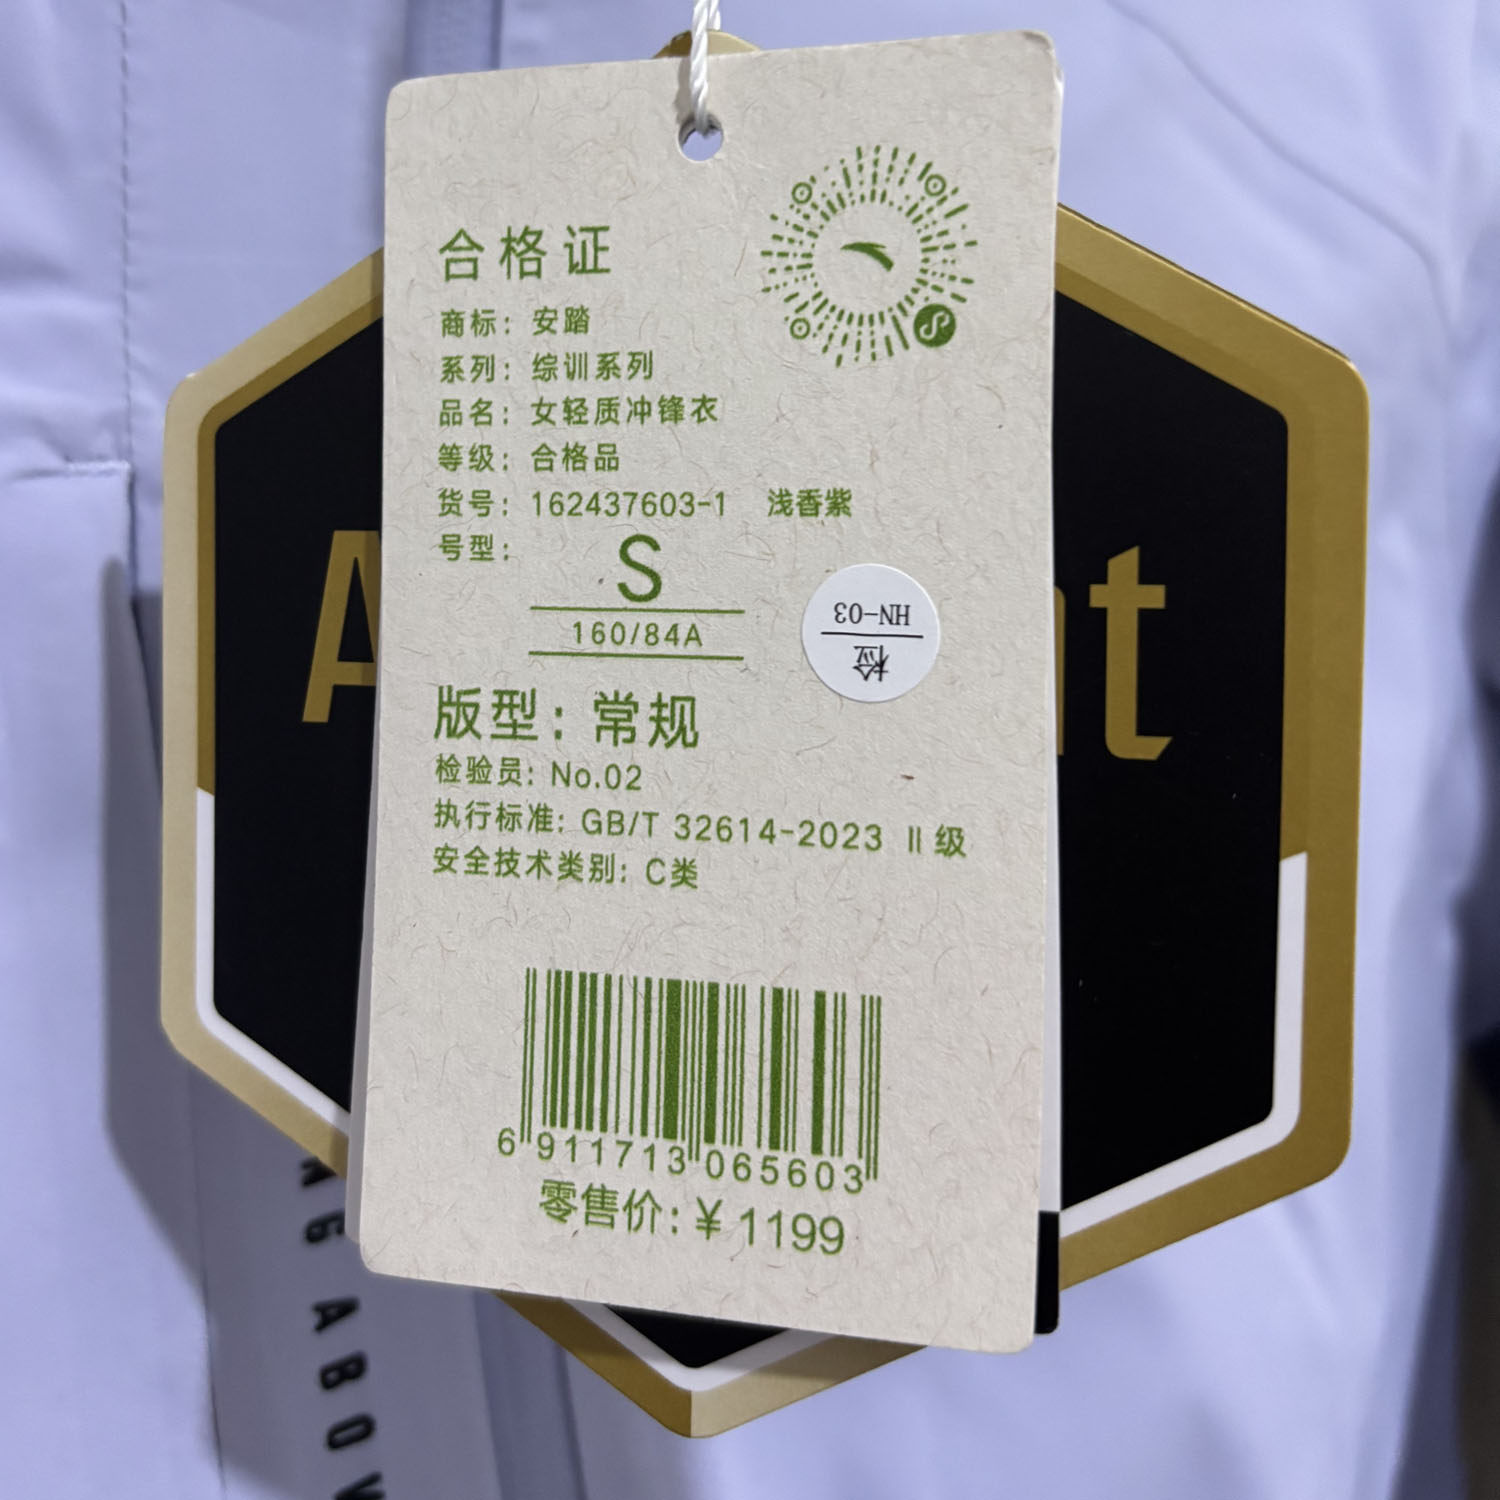 合格证
商标：安踏
系列：综训系列
品名：女轻质冲锋衣
等级：合格品
货号：162437603-1 浅香紫
号型：
S
160/84A
HN-03
检
版型：常规
检验员：No.02
执行标准：GB/T 32614-2023 II级
安全技术类别：C类
6 911713 065603
零售价：¥ 1199
A
t
ABOV